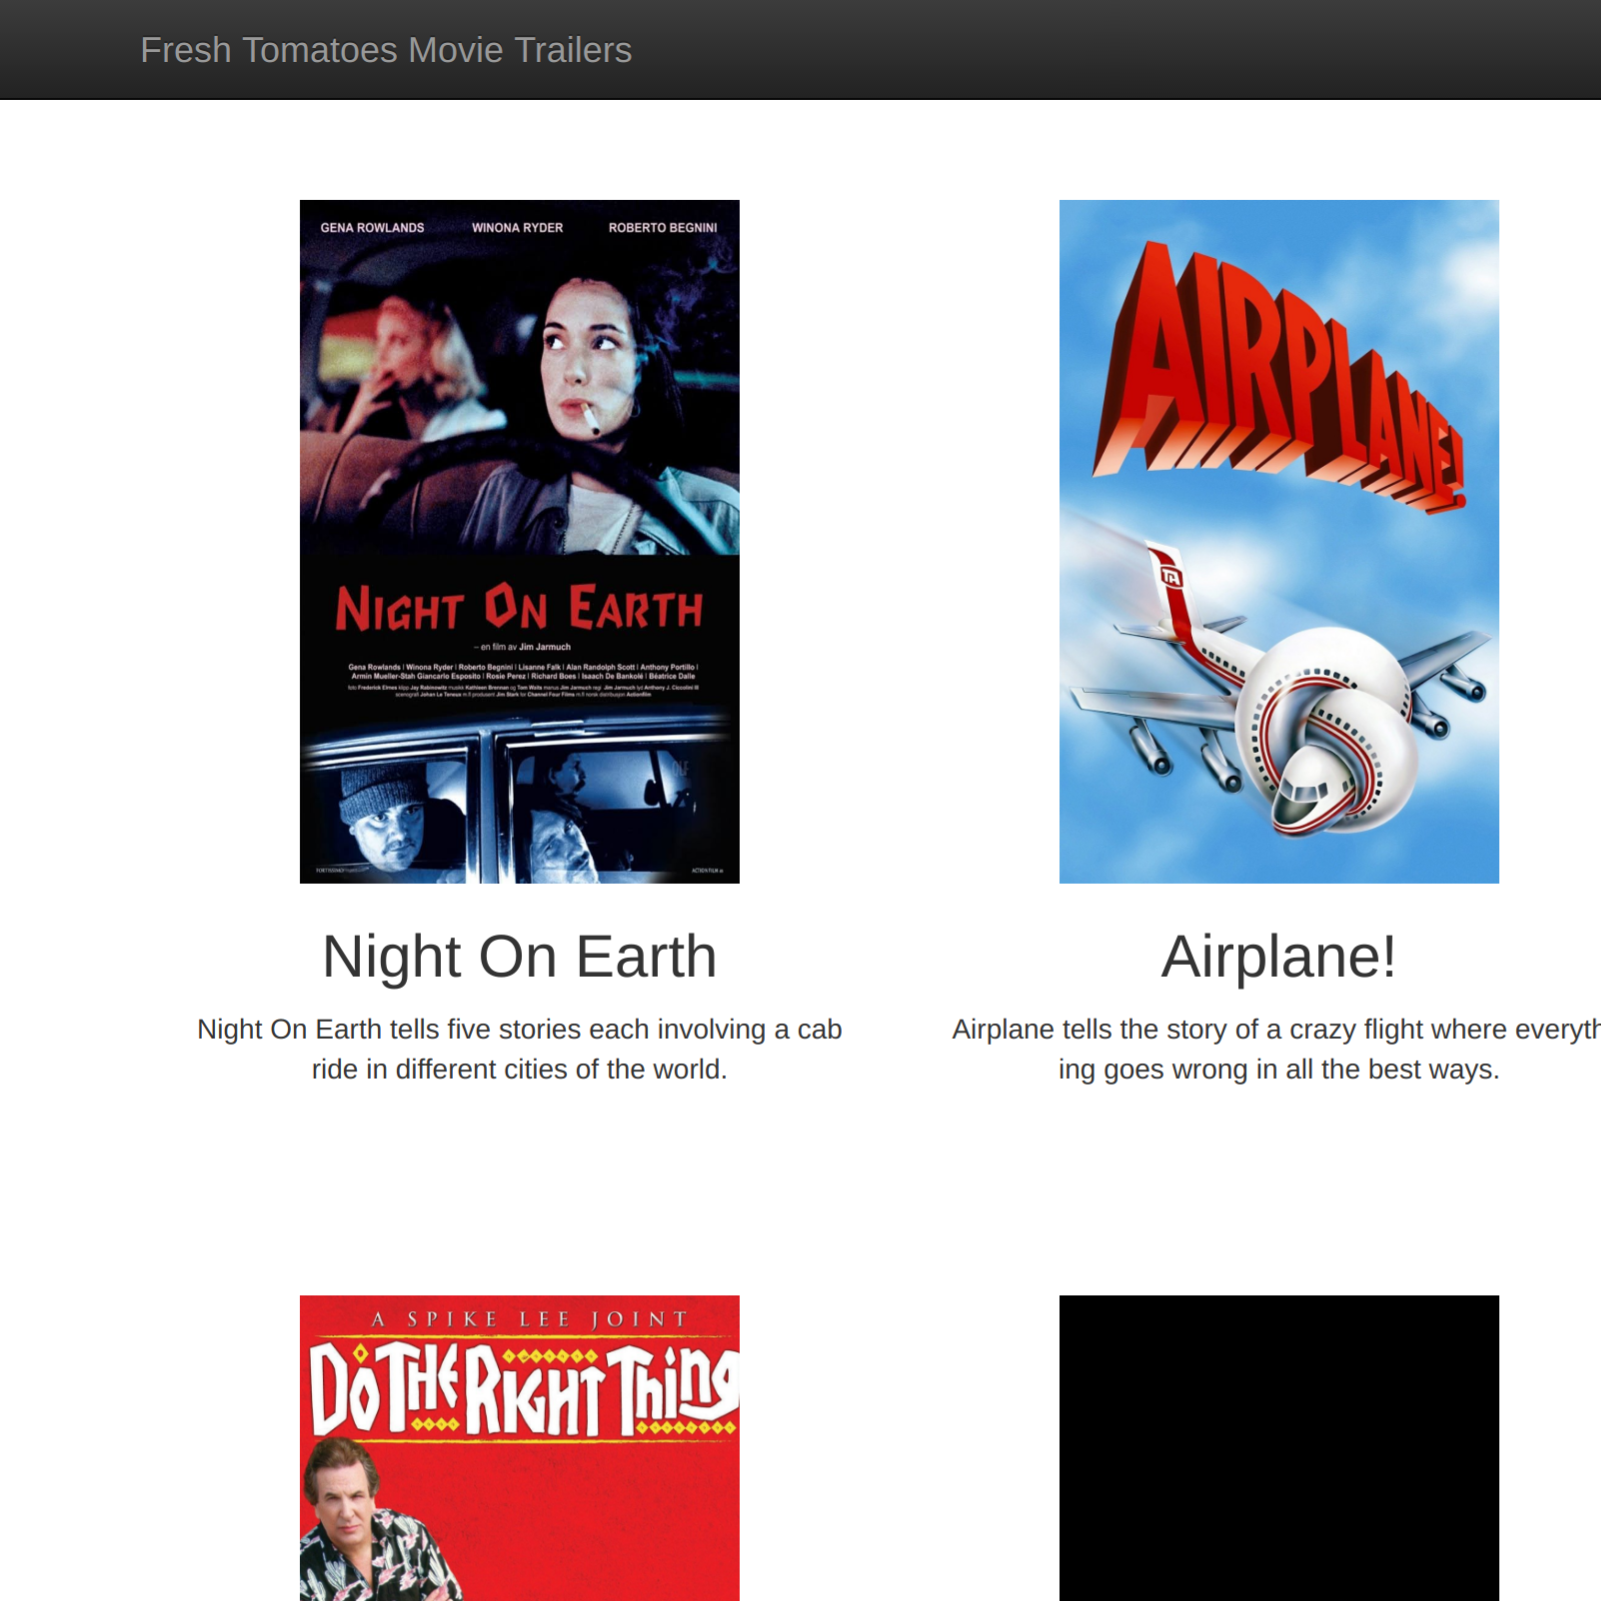 Fresh Tomatoes Movie Trailers
GENA ROWLANDS WINONA RYDER ROBERTO BEGNINI
NIGHT ON EARTH
– en film av Jim Jarmuch
Gena Rowlands | Winona Ryder | Roberto Begnini | Lisanne Falk | Alan Randolph Scott | Anthony Portillo |
Armin Mueller-Stah Giancarlo Esposito | Rosie Perez | Richard Boes | Isaach De Bankolé | Béatrice Dalle
AIRPLANE!
TA
Night On Earth
Night On Earth tells five stories each involving a cab
ride in different cities of the world.
Airplane!
Airplane tells the story of a crazy flight where everyth
ing goes wrong in all the best ways.
A SPIKE LEE JOINT
DO THE RIGHT THING